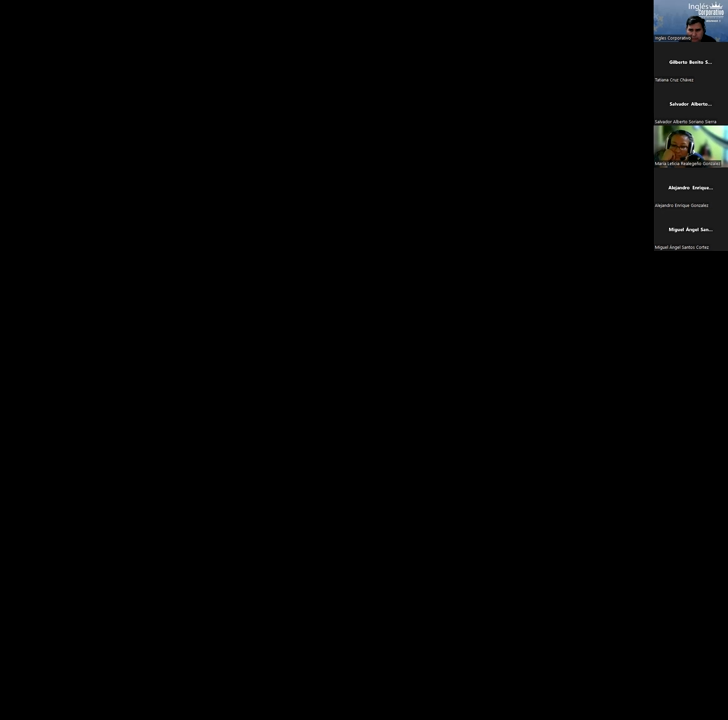 Inglés
Corporativo
Ingles Corporativo
Gilberto Benito S...
Tatiana Cruz Chávez
Salvador Alberto...
Salvador Alberto Soriano Sierra
María Leticia Realegeño González
Alejandro Enrique...
Alejandro Enrique Gonzalez
Miguel Ángel San...
Miguel Ángel Santos Cortez